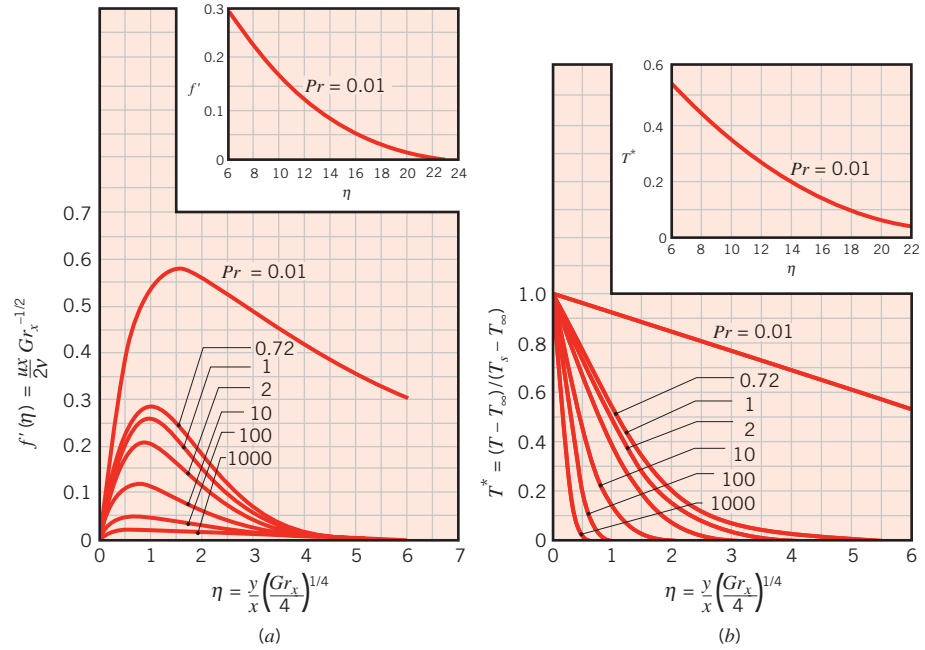 0.3
0.2
f'
0.1
0
Pr = 0.01
6 8 10 12 14 16 18 20 22 24
η
0.7
0.6
0.5
0.4
0.3
0.2
0.1
0
f' (η) = ux/2ν Gr_x^{-1/2}
Pr = 0.01
0.72
1
2
10
100
1000
0 1 2 3 4 5 6 7
η = y/x (Gr_x/4)^{1/4}
(a)
0.6
0.4
T*
0.2
0
Pr = 0.01
6 8 10 12 14 16 18 20 22
η
1.0
0.8
0.6
0.4
0.2
0
T* = (T – T∞)/(T_s – T∞)
Pr = 0.01
0.72
1
2
10
100
1000
0 1 2 3 4 5 6
η = y/x (Gr_x/4)^{1/4}
(b)